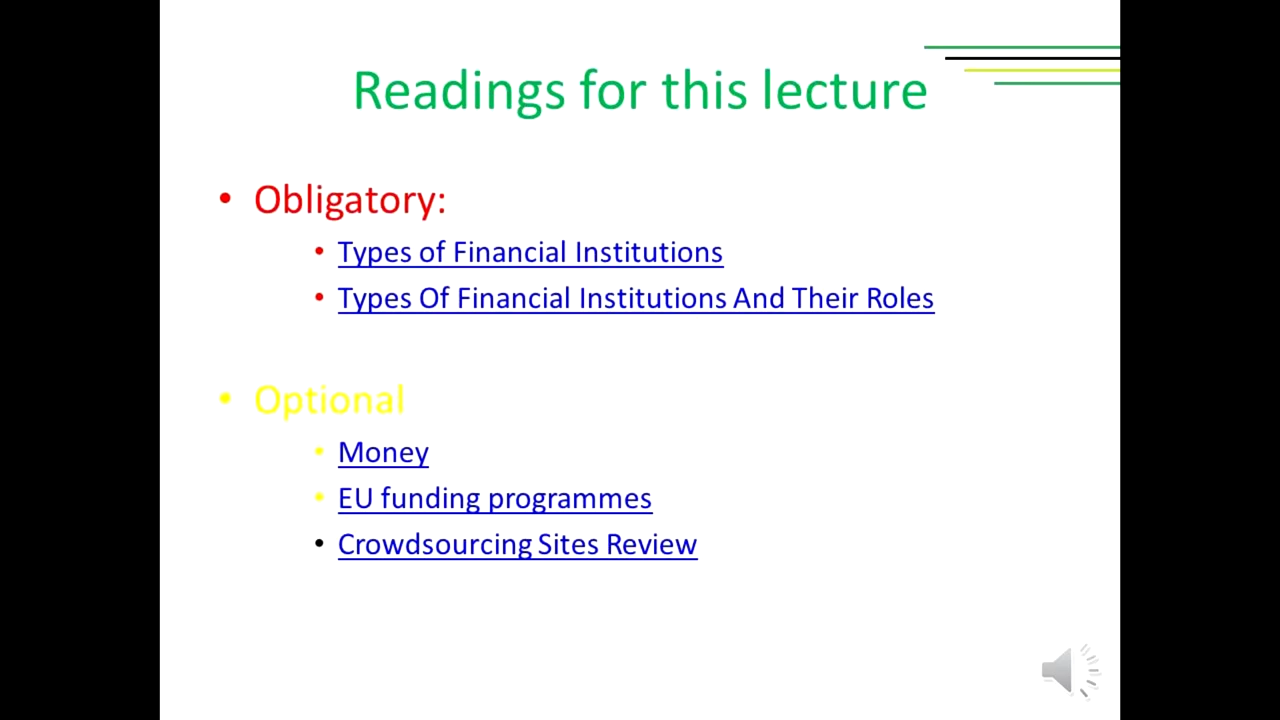 Readings for this lecture
• Obligatory:
• Types of Financial Institutions
• Types Of Financial Institutions And Their Roles
• Optional
• Money
• EU funding programmes
• Crowdsourcing Sites Review